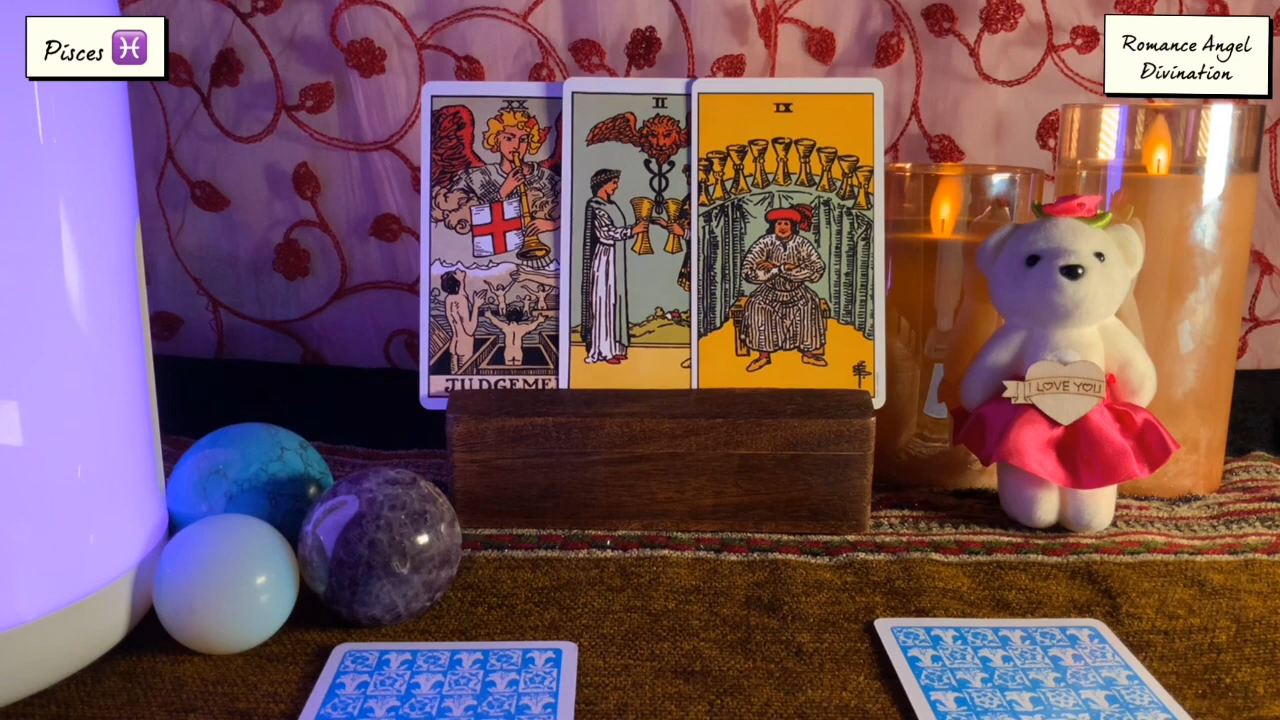 Pisces ♓
Romance Angel
Divination
XX
II
IX
JUDGEME
I LOVE YOU